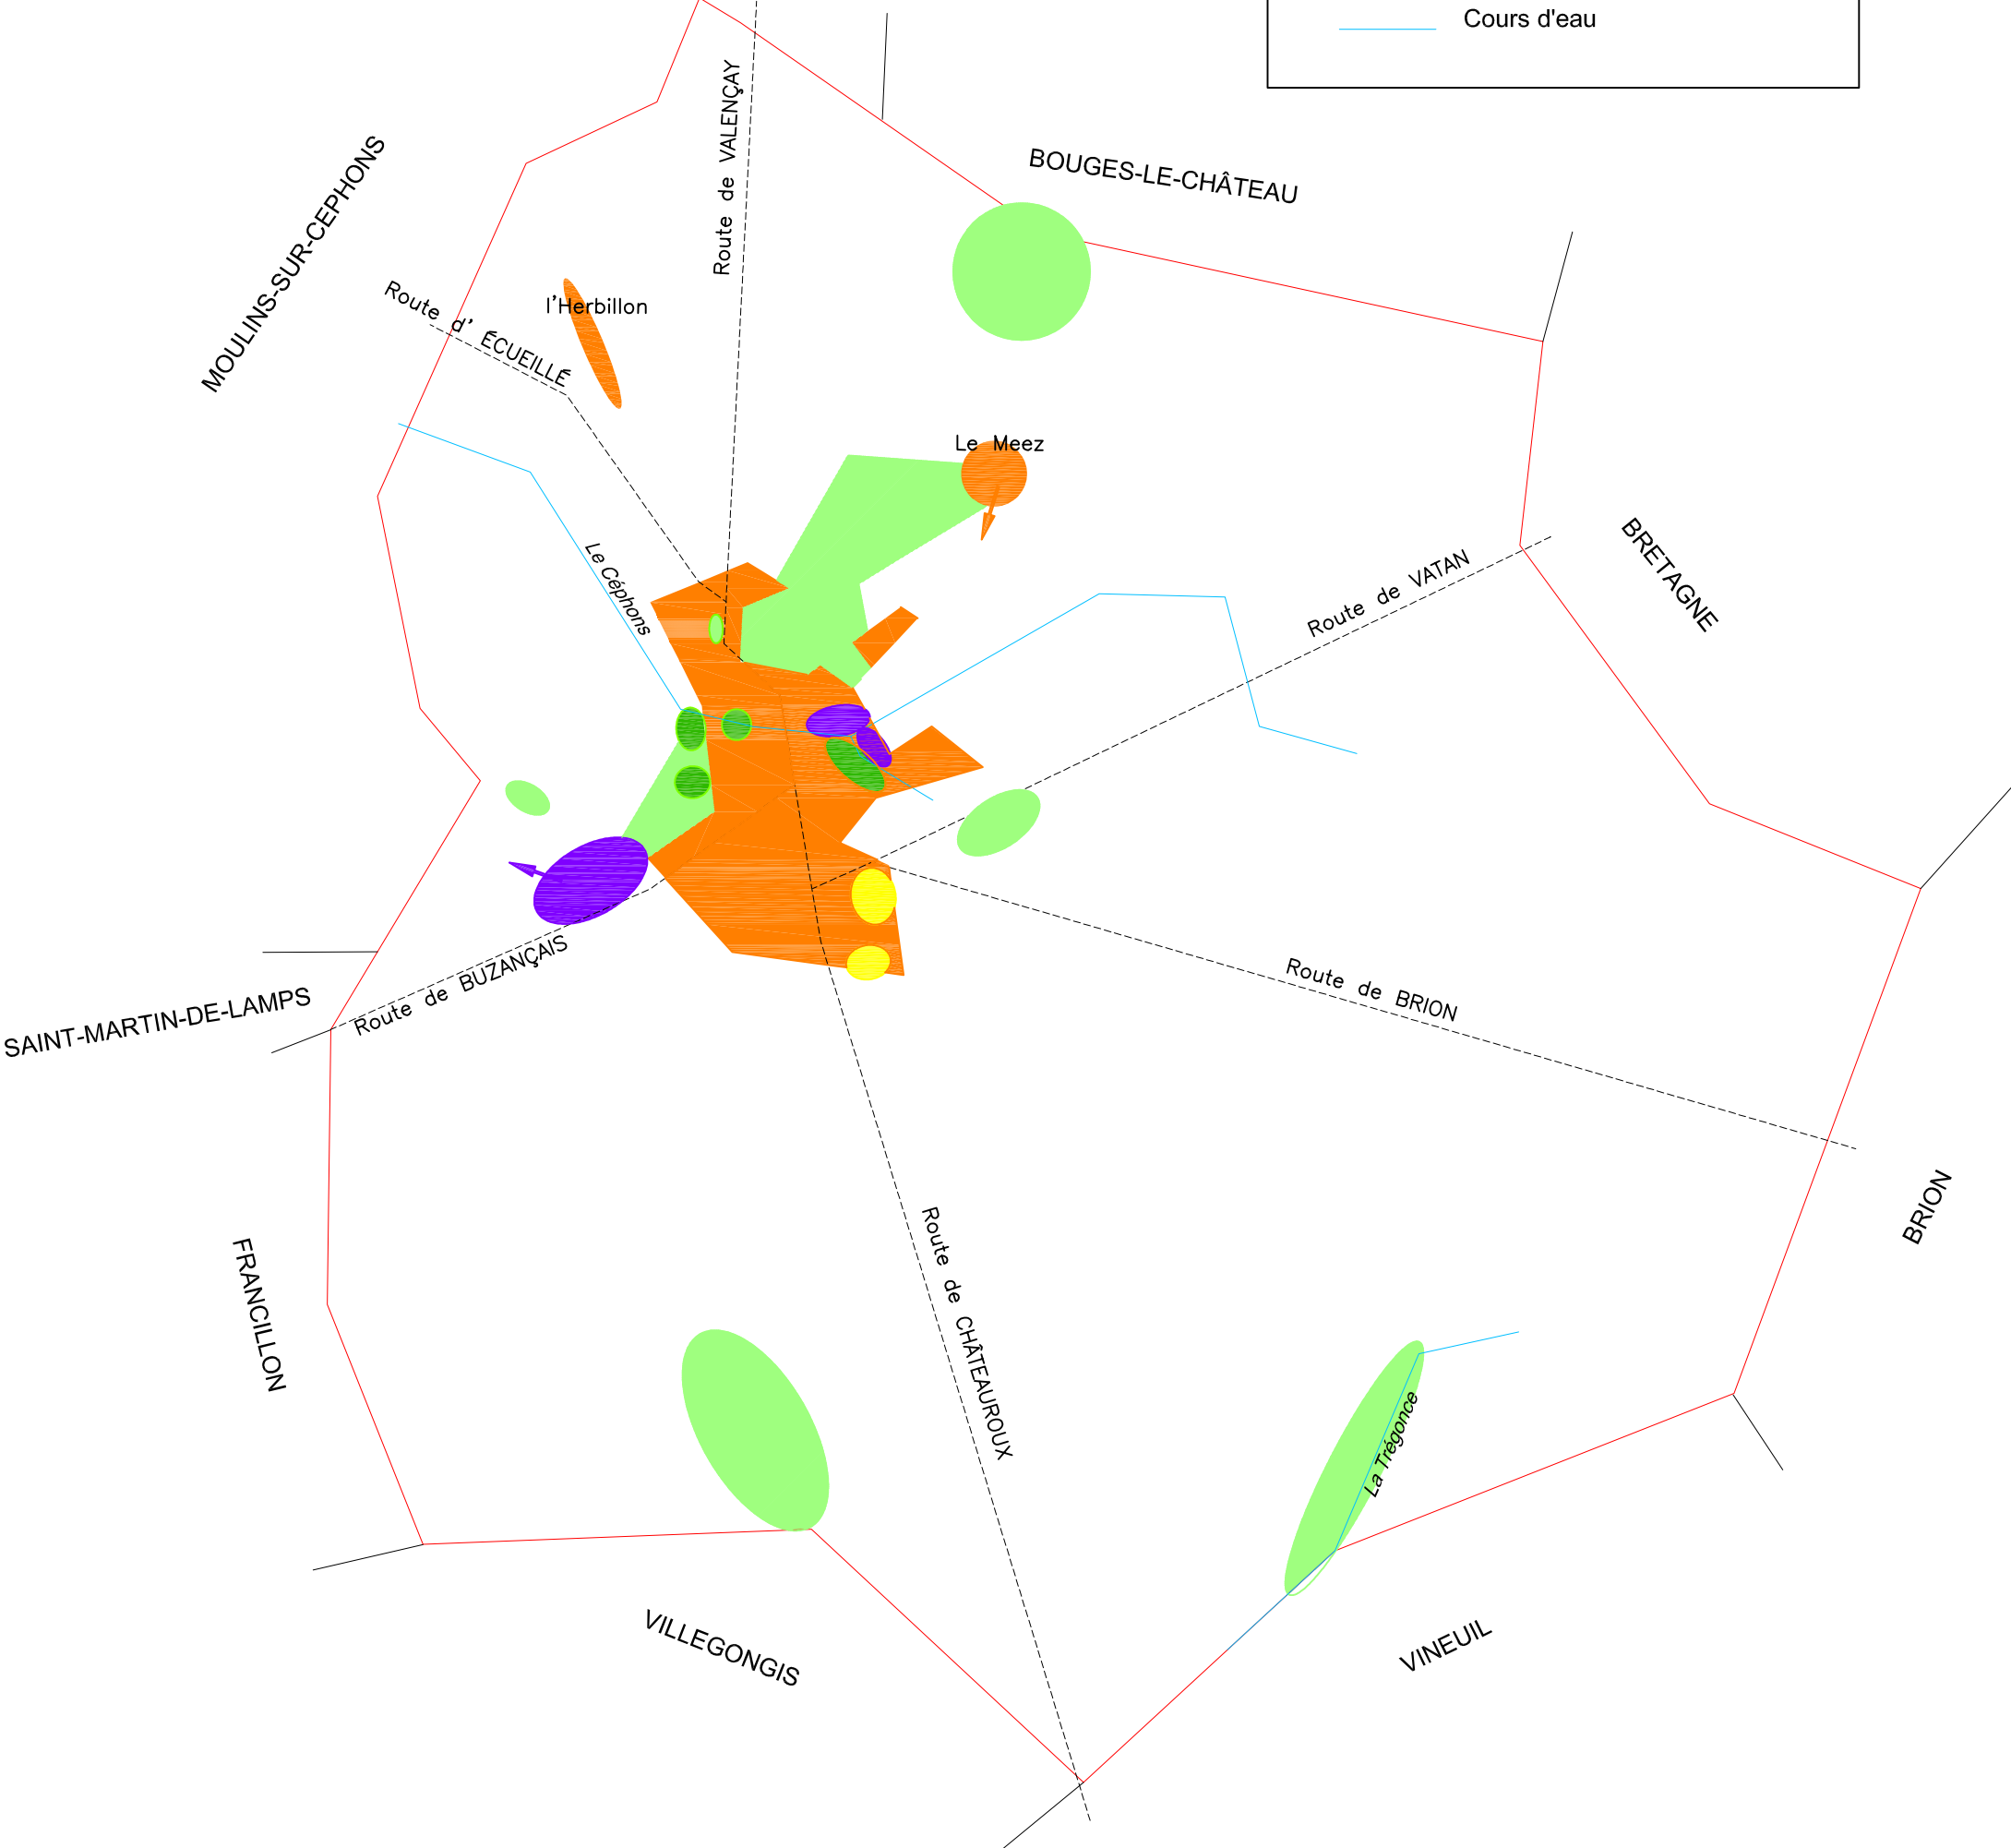 Cours d'eau
Route de VALENÇAY
MOULINS-SUR-CEPHONS
BOUGES-LE-CHÂTEAU
Route d' ÉCUEILLÉ
l'Herbillon
Le Meez
Le Céphons
Route de VATAN
BRETAGNE
Route de BUZANÇAIS
SAINT-MARTIN-DE-LAMPS
Route de BRION
BRION
FRANCILLON
Route de CHÂTEAUROUX
La Trégonce
VILLEGONGIS
VINEUIL